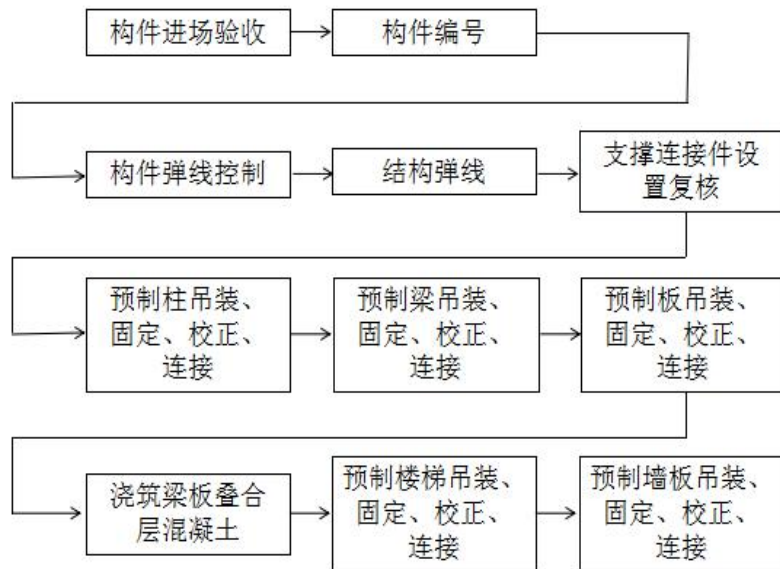 构件进场验收
构件编号
构件弹线控制
结构弹线
支撑连接件设
置复核
预制柱吊装、
固定、校正、
连接
预制梁吊装、
固定、校正、
连接
预制板吊装、
固定、校正、
连接
浇筑梁板叠合
层混凝土
预制楼梯吊装、
固定、校正、
连接
预制墙板吊装、
固定、校正、
连接